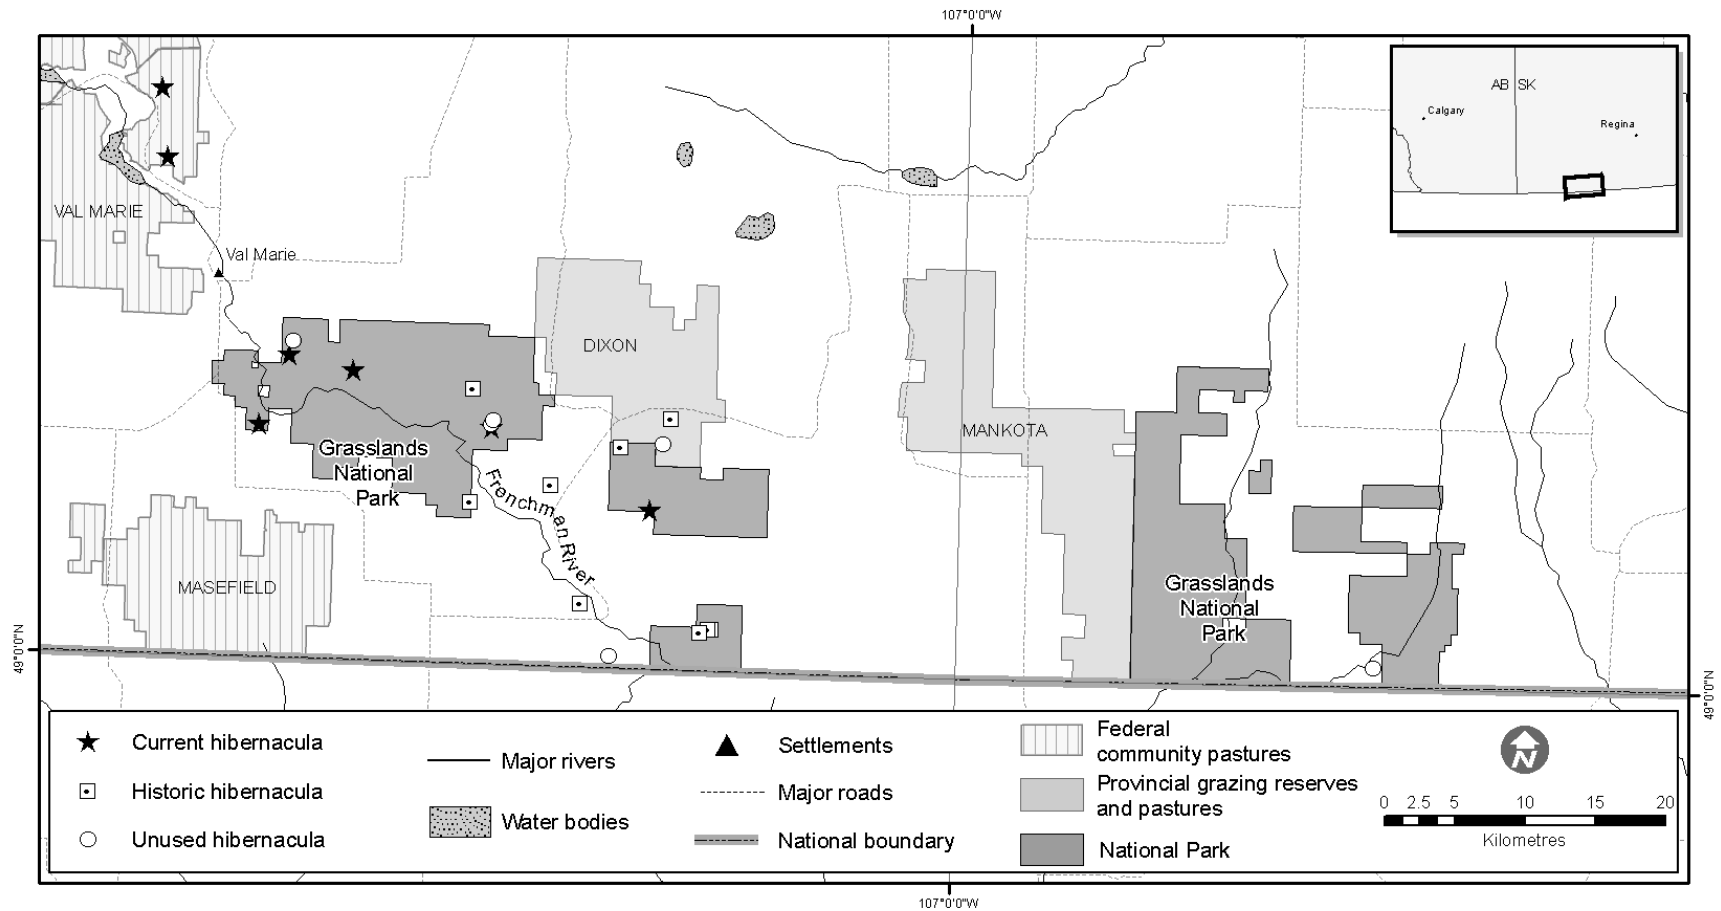 107°0'0"W
AB SK
Calgary
Regina
VAL MARIE
Val Marie
DIXON
MANKOTA
Grasslands
National
Park
Frenchman River
MASEFIELD
Grasslands
National
Park
49°0'0"N
49°0'0"N
Current hibernacula
Historic hibernacula
Unused hibernacula
Major rivers
Water bodies
Settlements
Major roads
National boundary
Federal
community pastures
Provincial grazing reserves
and pastures
National Park
N
0 2.5 5 10 15 20
Kilometres
107°0'0"W